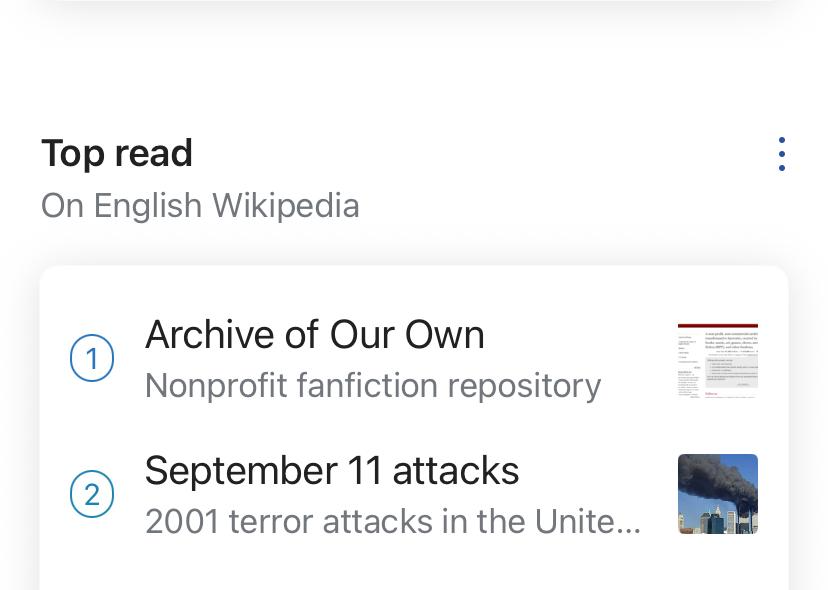 Top read
On English Wikipedia
1
Archive of Our Own
Nonprofit fanfiction repository
2
September 11 attacks
2001 terror attacks in the Unite...